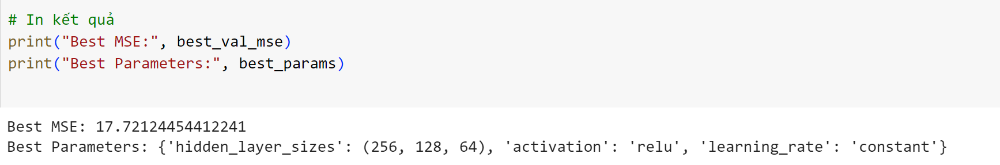 # In kết quả
print("Best MSE:", best_val_mse)
print("Best Parameters:", best_params)
Best MSE: 17.72124454412241
Best Parameters: {'hidden_layer_sizes': (256, 128, 64), 'activation': 'relu', 'learning_rate': 'constant'}